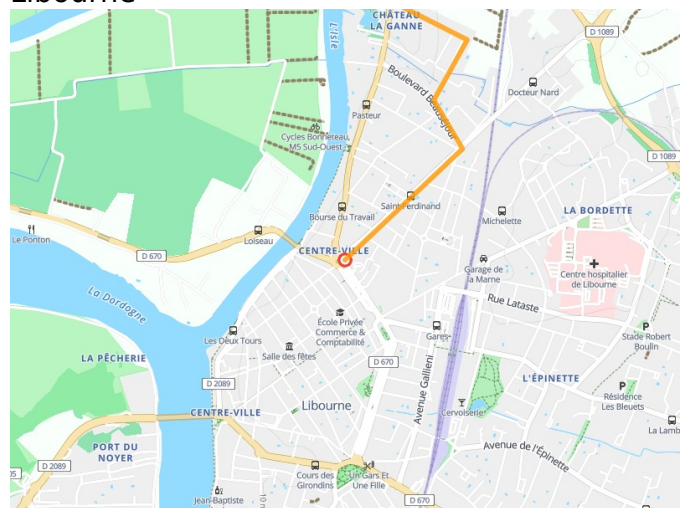 Libourne
CHÂTEAU
LA GANNE
L'Isle
D 1089
Boulevard Beauséjour
Docteur Nard
Pasteur
Cycles Bonneteau,
M5 Sud-Ouest
D 1089
Saint-Ferdinand
Bourse du Travail
Michelette
LA BORDETTE
Le Ponton
Loiseau
D 670
CENTRE-VILLE
Garage de
la Marne
Centre hospitalier
de Libourne
La Dordogne
Rue Lataste
École Privée
Commerce &
Comptabilité
Les Deux Tours
Gares
Stade Robert
Boulin
Salle des fêtes
LA PÊCHERIE
D 670
Avenue Gallieni
L'ÉPINETTE
D 2089
Résidence
Les Bleuets
CENTRE-VILLE
Libourne
Cervoiserie
La Lamb
PORT DU
NOYER
Avenue de l'Épinette
D 2089
05
Cours des
Girondins
Un Gars Et
Une Fille
Jean-Baptiste
10 m
D 670